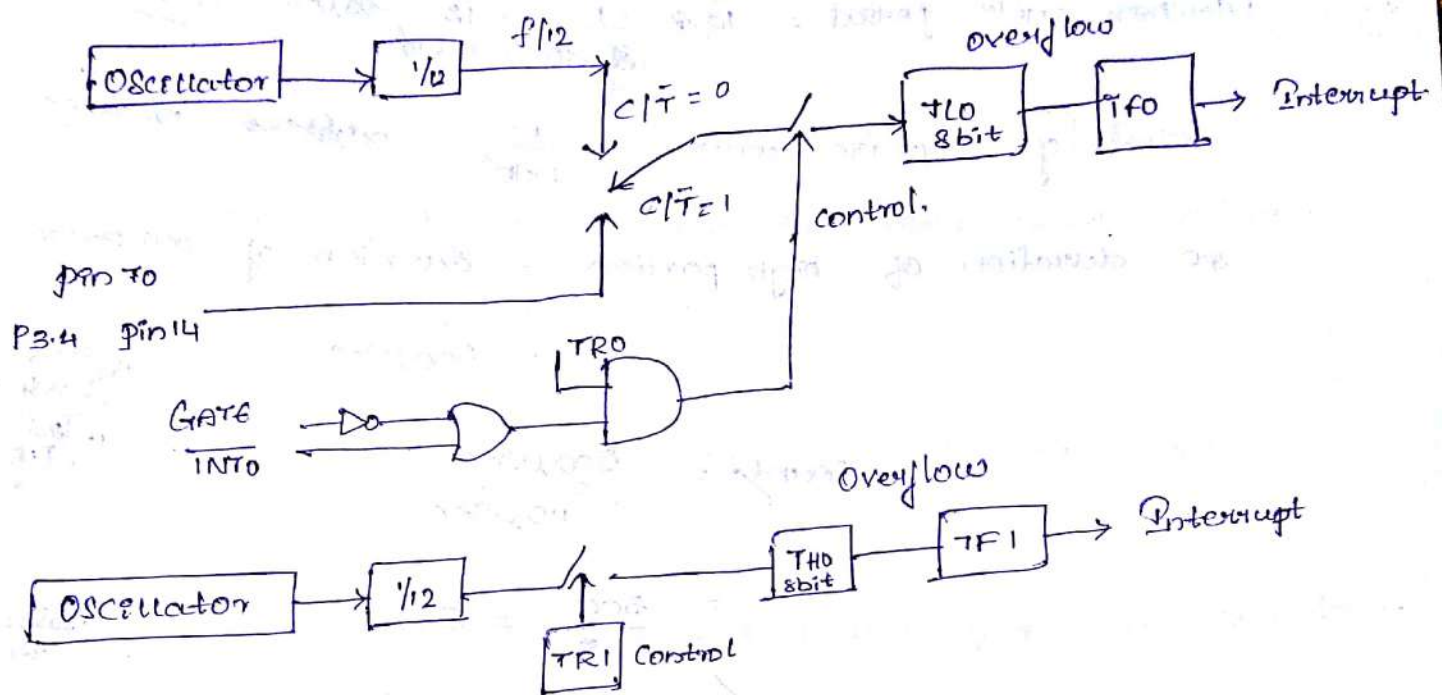 f/12
overflow
Oscillator
1/12
C/T̄ = 0
TL0
8bit
Tf0
Interrupt.
C/T̄ = 1
control.
pin T0
P3.4 pin 14
TR0
GATE
I̅N̅T̅0̅
Overflow
Oscillator
1/12
TH0
8bit
TF1
Interrupt
TR1
Control